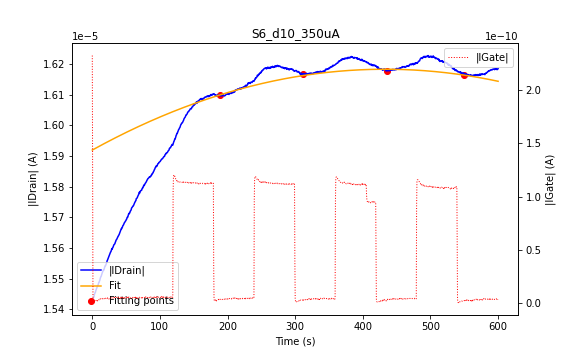 S6_d10_350uA
1e−5
1e−10
1.62
1.61
1.60
1.59
1.58
1.57
1.56
1.55
1.54
|IDrain| (A)
2.0
1.5
1.0
0.5
0.0
|IGate| (A)
|IGate|
|IDrain|
Fit
Fitting points
0
100
200
300
400
500
600
Time (s)